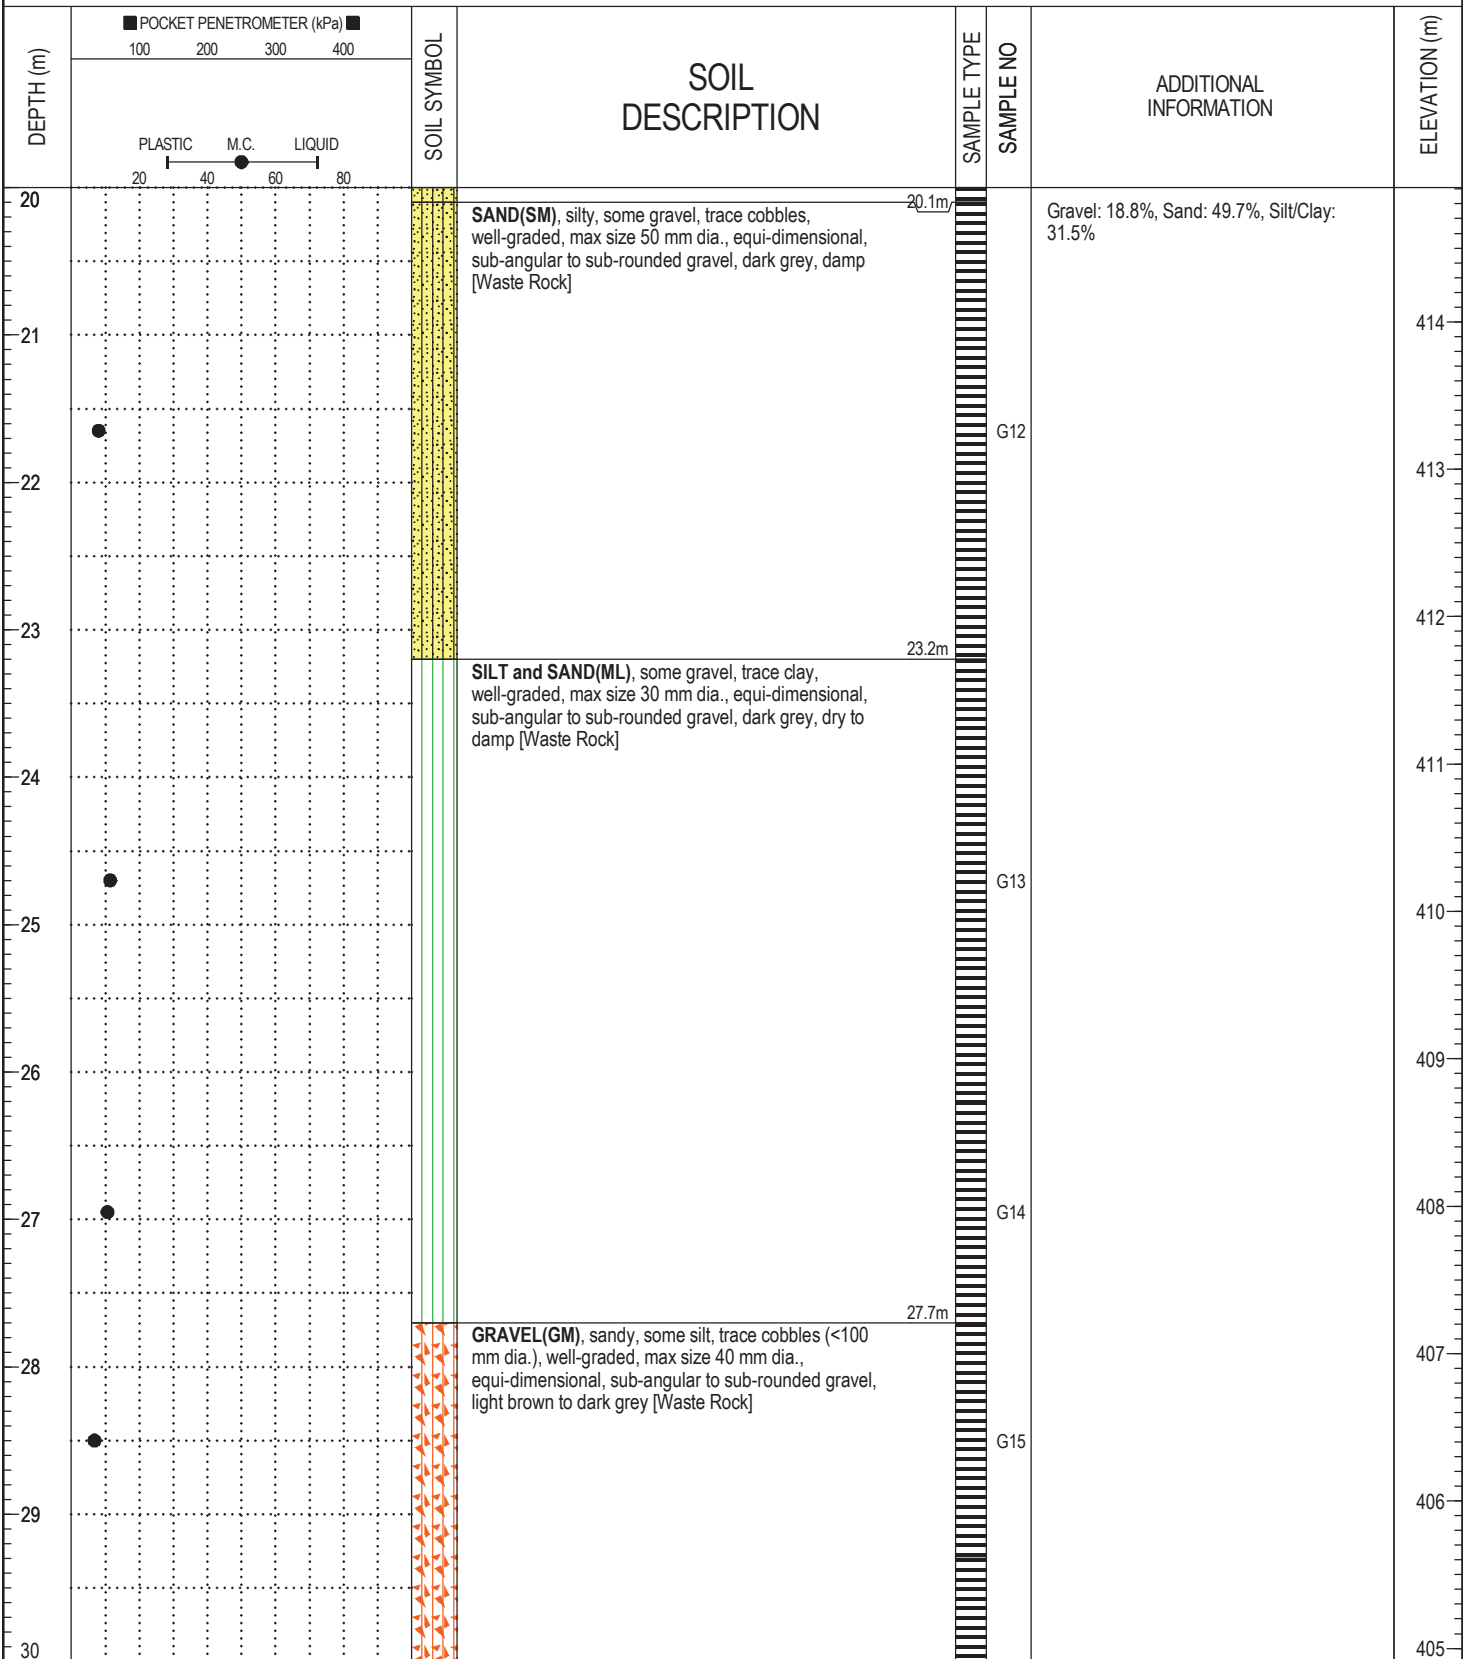 POCKET PENETROMETER (kPa)
100 200 300 400
DEPTH (m)
PLASTIC M.C. LIQUID
20 40 60 80
SOIL SYMBOL
SOIL
DESCRIPTION
SAMPLE TYPE
SAMPLE NO
ADDITIONAL
INFORMATION
ELEVATION (m)
20
20.1m
SAND(SM), silty, some gravel, trace cobbles,
well-graded, max size 50 mm dia., equi-dimensional,
sub-angular to sub-rounded gravel, dark grey, damp
[Waste Rock]
Gravel: 18.8%, Sand: 49.7%, Silt/Clay:
31.5%
414
21
G12
413
22
412
23
23.2m
SILT and SAND(ML), some gravel, trace clay,
well-graded, max size 30 mm dia., equi-dimensional,
sub-angular to sub-rounded gravel, dark grey, dry to
damp [Waste Rock]
411
24
G13
410
25
409
26
408
G14
27
27.7m
GRAVEL(GM), sandy, some silt, trace cobbles (<100
mm dia.), well-graded, max size 40 mm dia.,
equi-dimensional, sub-angular to sub-rounded gravel,
light brown to dark grey [Waste Rock]
407
28
G15
406
29
405
30